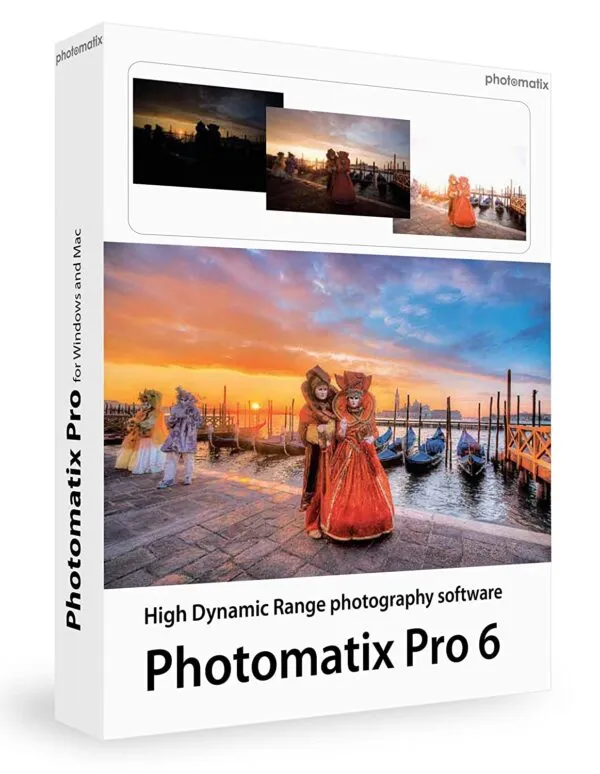 photomatix
photomatix
Photomatix Pro for Windows and Mac
High Dynamic Range photography software
Photomatix Pro 6